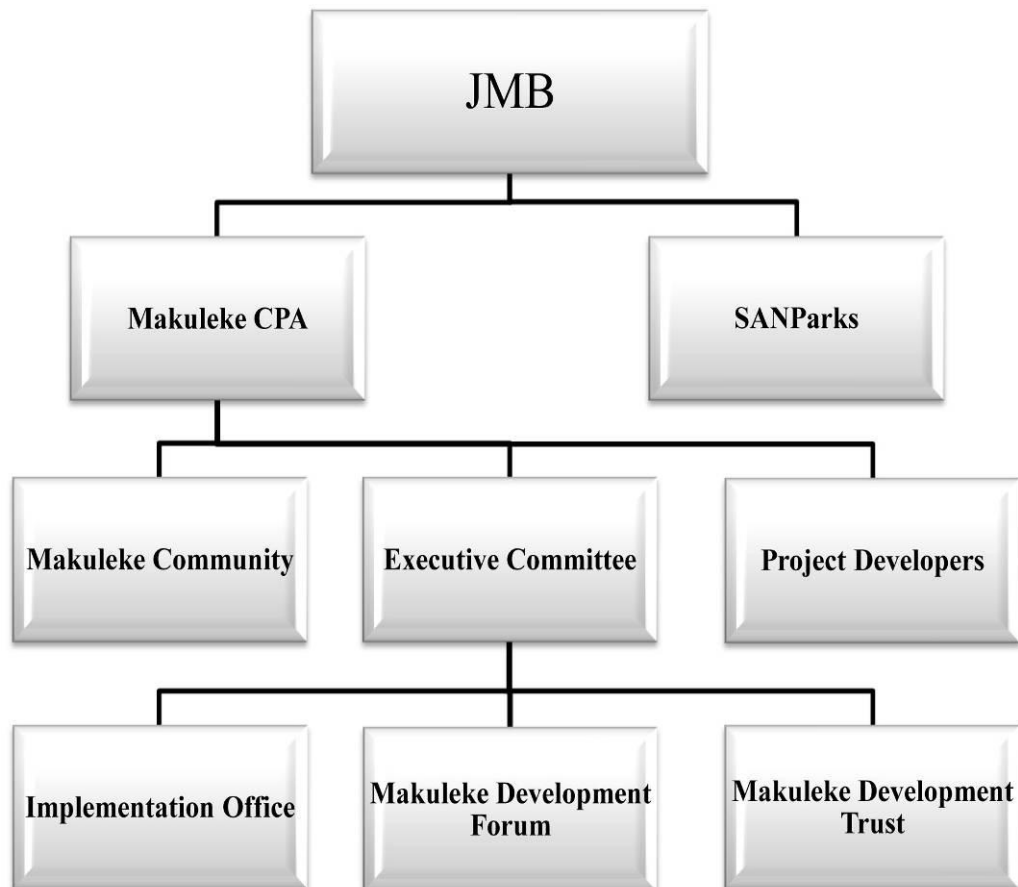 JMB
Makuleke CPA
SANParks
Makuleke Community
Executive Committee
Project Developers
Implementation Office
Makuleke Development
Forum
Makuleke Development
Trust